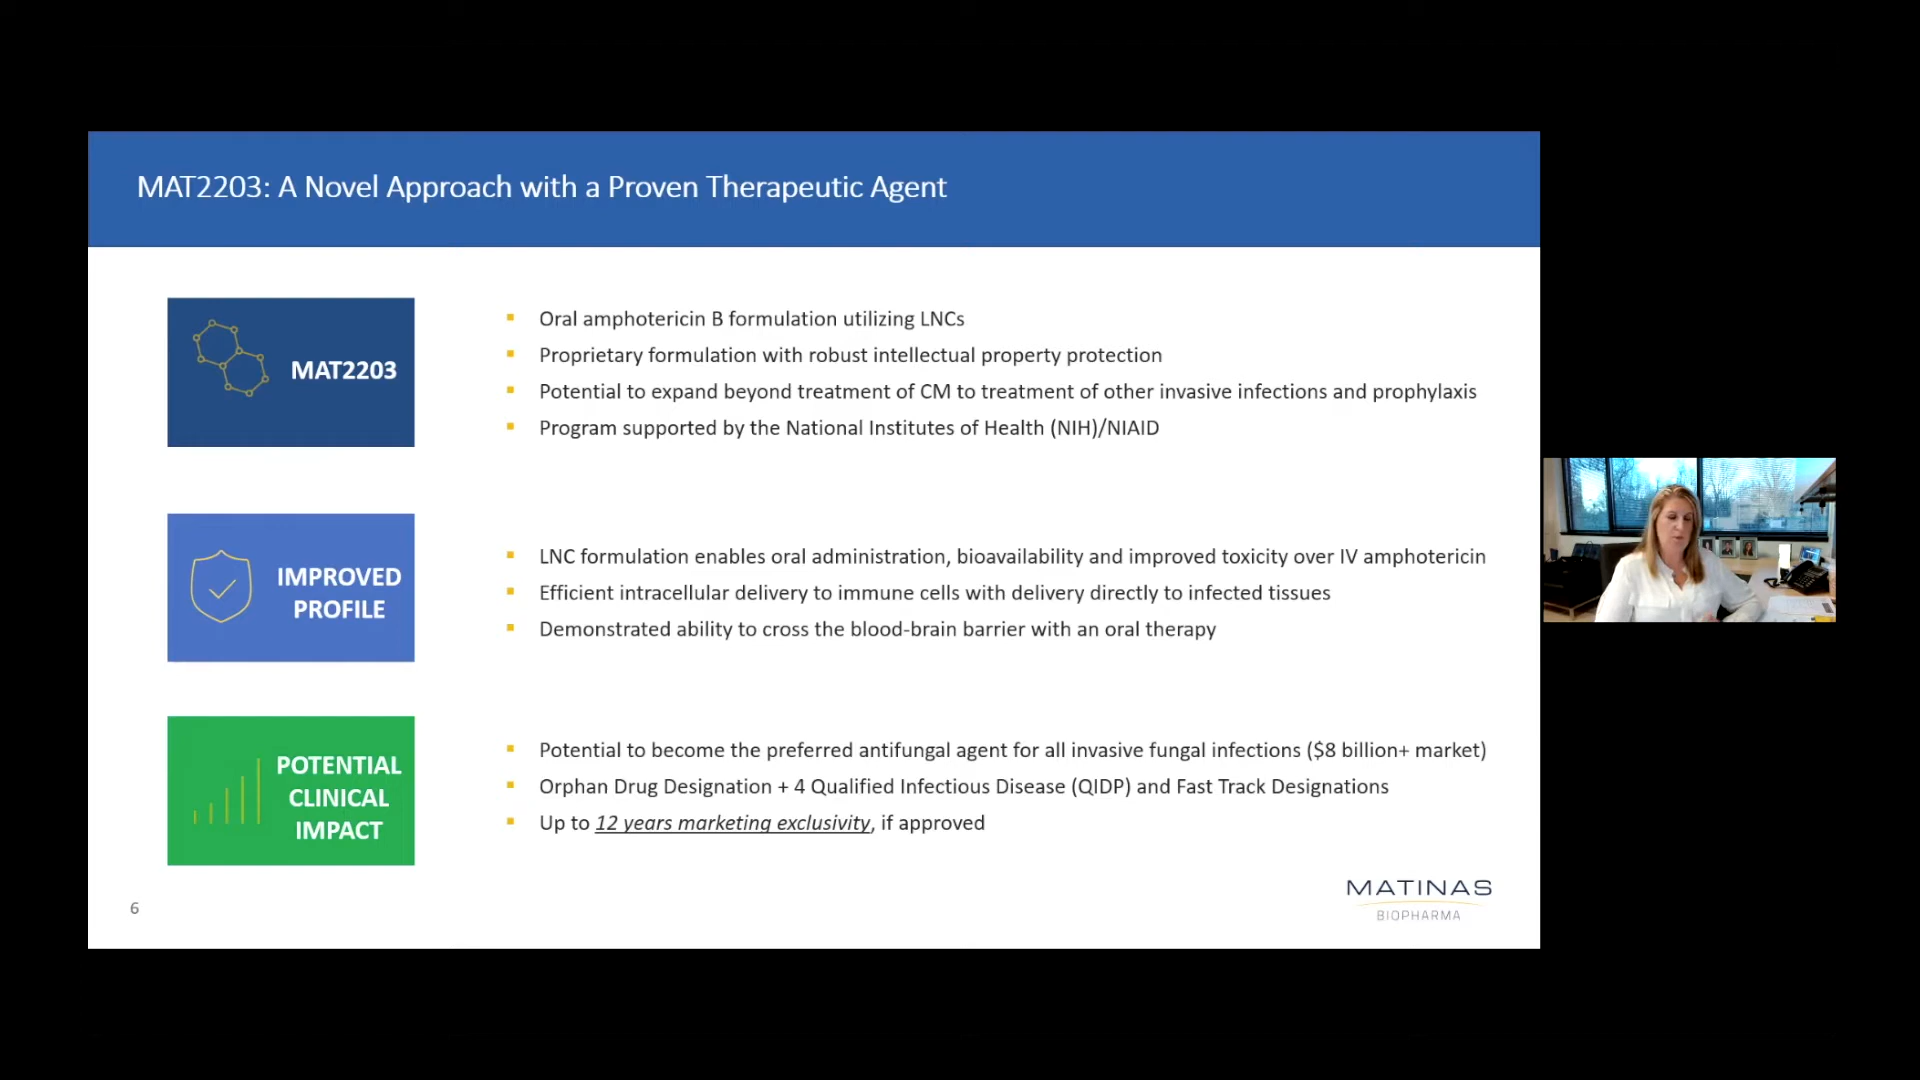 MAT2203: A Novel Approach with a Proven Therapeutic Agent
MAT2203
Oral amphotericin B formulation utilizing LNCs
Proprietary formulation with robust intellectual property protection
Potential to expand beyond treatment of CM to treatment of other invasive infections and prophylaxis
Program supported by the National Institutes of Health (NIH)/NIAID
IMPROVED
PROFILE
LNC formulation enables oral administration, bioavailability and improved toxicity over IV amphotericin
Efficient intracellular delivery to immune cells with delivery directly to infected tissues
Demonstrated ability to cross the blood-brain barrier with an oral therapy
POTENTIAL
CLINICAL
IMPACT
Potential to become the preferred antifungal agent for all invasive fungal infections ($8 billion+ market)
Orphan Drug Designation + 4 Qualified Infectious Disease (QIDP) and Fast Track Designations
Up to 12 years marketing exclusivity, if approved
6
MATINAS
BIOPHARMA